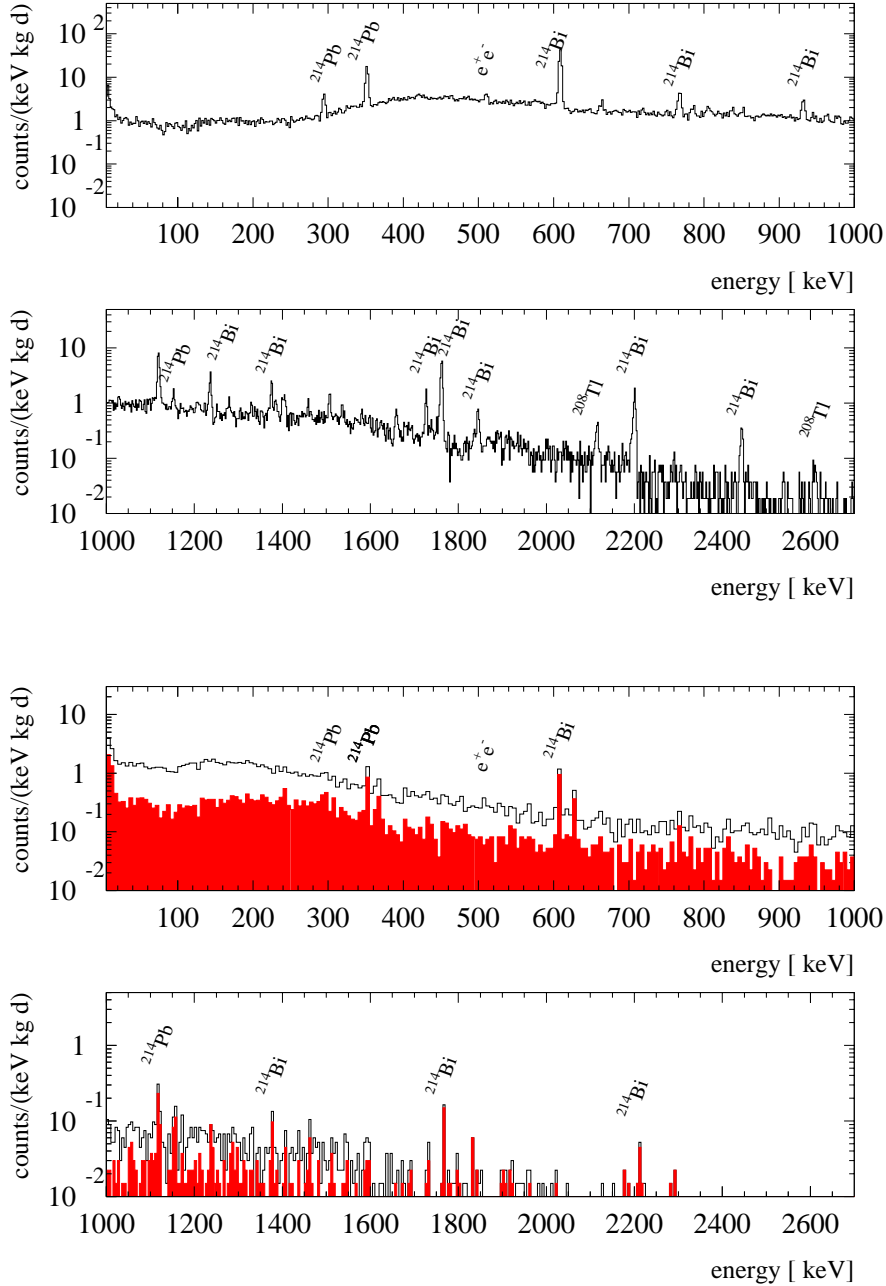 counts/(keV kg d)
10²
10
1
10⁻¹
10⁻²
²¹⁴Pb
²¹⁴Pb
e⁺e⁻
²¹⁴Bi
²¹⁴Bi
²¹⁴Bi
100 200 300 400 500 600 700 800 900 1000
energy [ keV]
counts/(keV kg d)
10
1
10⁻¹
10⁻²
²¹⁴Pb
²¹⁴Bi
²¹⁴Bi
²¹⁴Bi
²¹⁴Bi
²¹⁴Bi
²⁰⁸Tl
²¹⁴Bi
²¹⁴Bi
²⁰⁸Tl
1000 1200 1400 1600 1800 2000 2200 2400 2600
energy [ keV]
counts/(keV kg d)
10
1
10⁻¹
10⁻²
²¹⁴Pb
²¹⁴Pb
e⁺e⁻
²¹⁴Bi
100 200 300 400 500 600 700 800 900 1000
energy [ keV]
counts/(keV kg d)
1
10⁻¹
10⁻²
²¹⁴Pb
²¹⁴Bi
²¹⁴Bi
²¹⁴Bi
1000 1200 1400 1600 1800 2000 2200 2400 2600
energy [ keV]